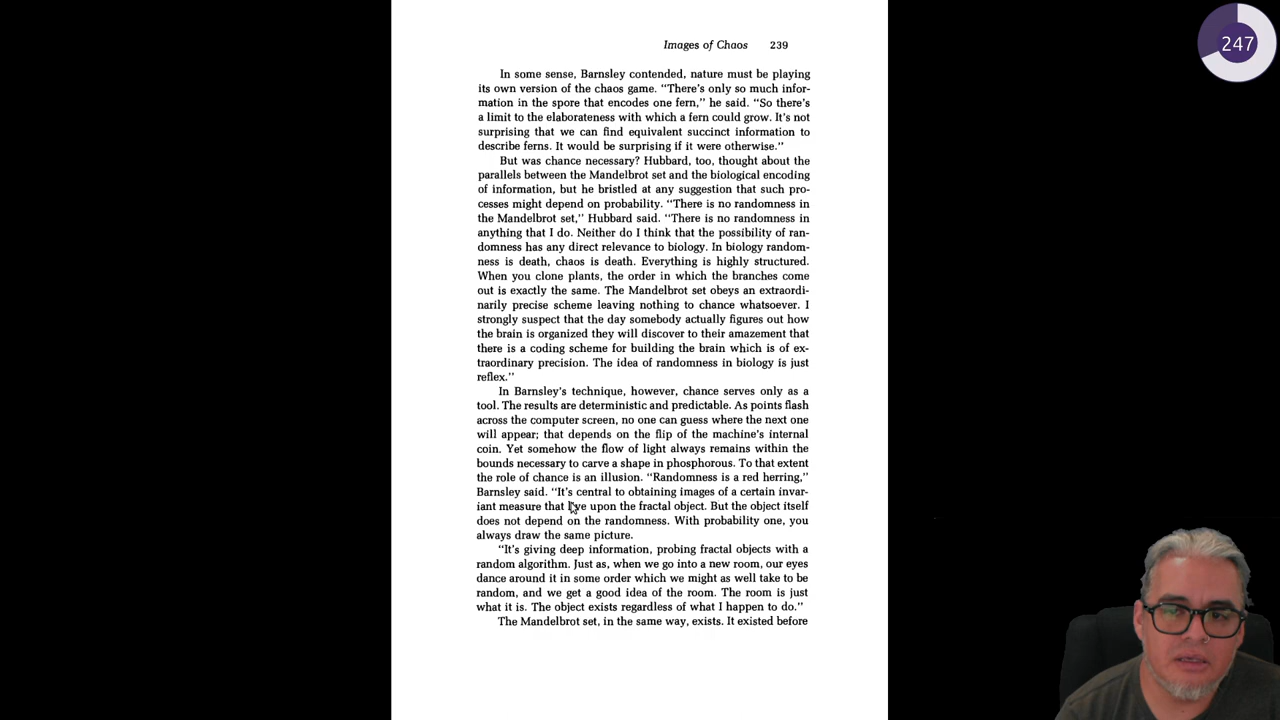 Images of Chaos 239
247
In some sense, Barnsley contended, nature must be playing
its own version of the chaos game. “There's only so much infor-
mation in the spore that encodes one fern,” he said. “So there's
a limit to the elaborateness with which a fern could grow. It's not
surprising that we can find equivalent succinct information to
describe ferns. It would be surprising if it were otherwise.”
But was chance necessary? Hubbard, too, thought about the
parallels between the Mandelbrot set and the biological encoding
of information, but he bristled at any suggestion that such pro-
cesses might depend on probability. “There is no randomness in
the Mandelbrot set,” Hubbard said. “There is no randomness in
anything that I do. Neither do I think that the possibility of ran-
domness has any direct relevance to biology. In biology random-
ness is death, chaos is death. Everything is highly structured.
When you clone plants, the order in which the branches come
out is exactly the same. The Mandelbrot set obeys an extraordi-
narily precise scheme leaving nothing to chance whatsoever. I
strongly suspect that the day somebody actually figures out how
the brain is organized they will discover to their amazement that
there is a coding scheme for building the brain which is of ex-
traordinary precision. The idea of randomness in biology is just
reflex.”
In Barnsley's technique, however, chance serves only as a
tool. The results are deterministic and predictable. As points flash
across the computer screen, no one can guess where the next one
will appear; that depends on the flip of the machine's internal
coin. Yet somehow the flow of light always remains within the
bounds necessary to carve a shape in phosphorous. To that extent
the role of chance is an illusion. “Randomness is a red herring,”
Barnsley said. “It's central to obtaining images of a certain invar-
iant measure that live upon the fractal object. But the object itself
does not depend on the randomness. With probability one, you
always draw the same picture.
“It's giving deep information, probing fractal objects with a
random algorithm. Just as, when we go into a new room, our eyes
dance around it in some order which we might as well take to be
random, and we get a good idea of the room. The room is just
what it is. The object exists regardless of what I happen to do.”
The Mandelbrot set, in the same way, exists. It existed before